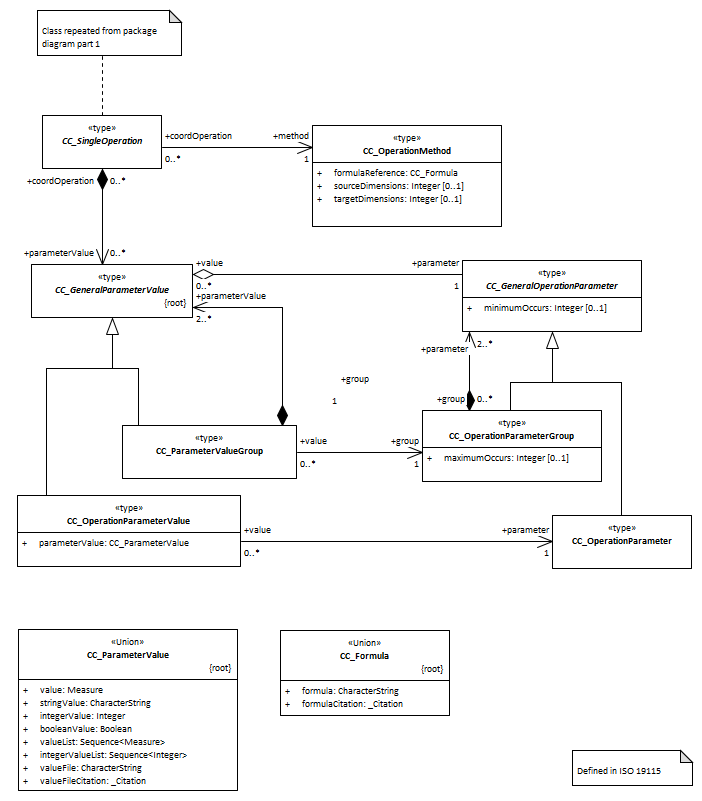 Class repeated from package
diagram part 1
«type»
CC_SingleOperation
+coordOperation
+method
0..*
1
«type»
CC_OperationMethod
+ formulaReference: CC_Formula
+ sourceDimensions: Integer [0..1]
+ targetDimensions: Integer [0..1]
+coordOperation
0..*
+parameterValue
0..*
«type»
CC_GeneralParameterValue
{root}
+value
0..*
+parameter
1
+parameterValue
2..*
«type»
CC_GeneralOperationParameter
+ minimumOccurs: Integer [0..1]
+parameter
2..*
+group
1
+group
0..*
«type»
CC_ParameterValueGroup
+value
0..*
+group
1
«type»
CC_OperationParameterGroup
+ maximumOccurs: Integer [0..1]
«type»
CC_OperationParameterValue
+ parameterValue: CC_ParameterValue
+value
0..*
+parameter
1
«type»
CC_OperationParameter
«Union»
CC_ParameterValue
{root}
+ value: Measure
+ stringValue: CharacterString
+ integerValue: Integer
+ booleanValue: Boolean
+ valueList: Sequence<Measure>
+ integerValueList: Sequence<Integer>
+ valueFile: CharacterString
+ valueFileCitation: _Citation
«Union»
CC_Formula
{root}
+ formula: CharacterString
+ formulaCitation: _Citation
Defined in ISO 19115